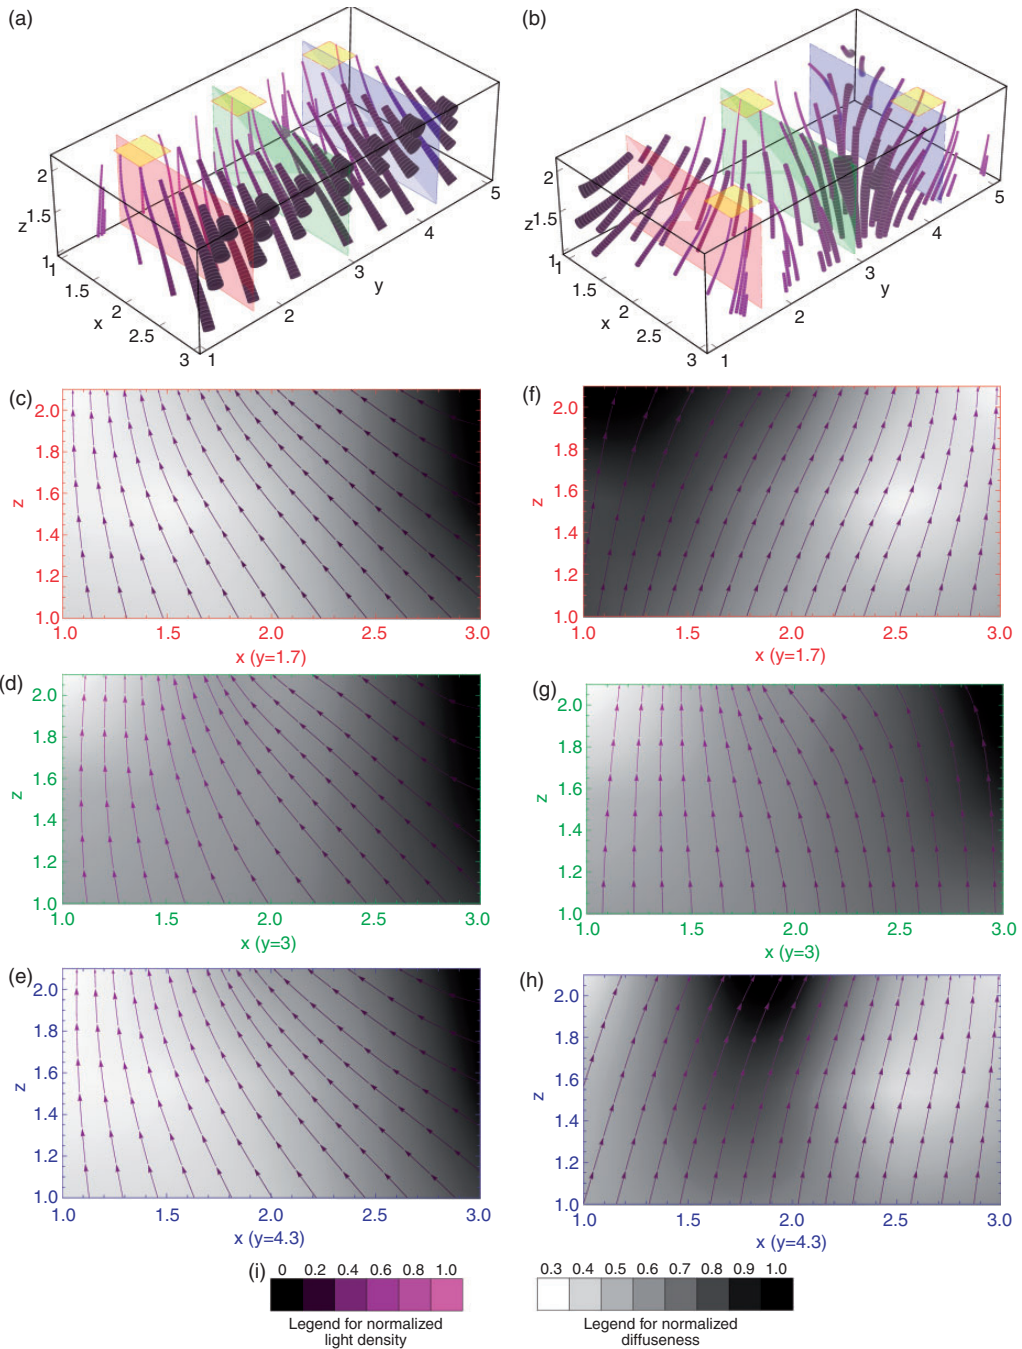 (a)
2
1.5
z
1
1
1.5
x
2
2.5
3
1
2
3
y
4
5
(b)
2
1.5
z
1
1
1.5
x
2
2.5
3
1
2
3
y
4
5
(c)
2.0
1.8
z
1.6
1.4
1.2
1.0
1.0 1.5 2.0 2.5 3.0
x (y=1.7)
(f)
2.0
1.8
z
1.6
1.4
1.2
1.0
1.0 1.5 2.0 2.5 3.0
x (y=1.7)
(d)
2.0
1.8
z
1.6
1.4
1.2
1.0
1.0 1.5 2.0 2.5 3.0
x (y=3)
(g)
2.0
1.8
z
1.6
1.4
1.2
1.0
1.0 1.5 2.0 2.5 3.0
x (y=3)
(e)
2.0
1.8
z
1.6
1.4
1.2
1.0
1.0 1.5 2.0 2.5 3.0
x (y=4.3)
(h)
2.0
1.8
z
1.6
1.4
1.2
1.0
1.0 1.5 2.0 2.5 3.0
x (y=4.3)
(i)
0 0.2 0.4 0.6 0.8 1.0
Legend for normalized
light density
0.3 0.4 0.5 0.6 0.7 0.8 0.9 1.0
Legend for normalized
diffuseness